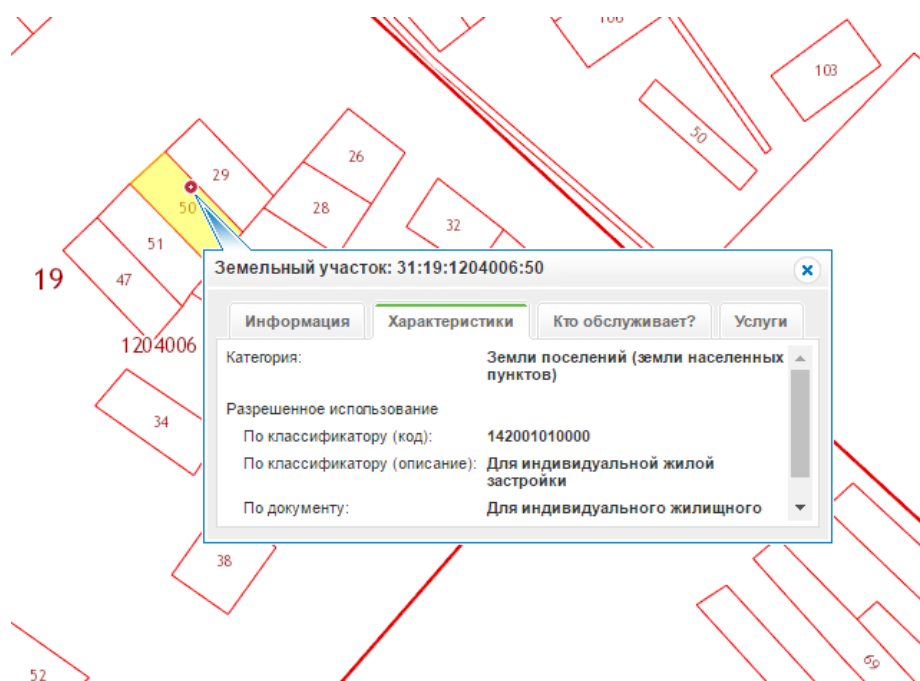 106
103
50
26
29
28
50
32
51
19
47
Земельный участок: 31:19:1204006:50
Информация Характеристики Кто обслуживает? Услуги
1204006
Категория: Земли поселений (земли населенных
пунктов)
Разрешенное использование
По классификатору (код): 142001010000
По классификатору (описание): Для индивидуальной жилой
застройки
По документу: Для индивидуального жилищного
34
38
69
52